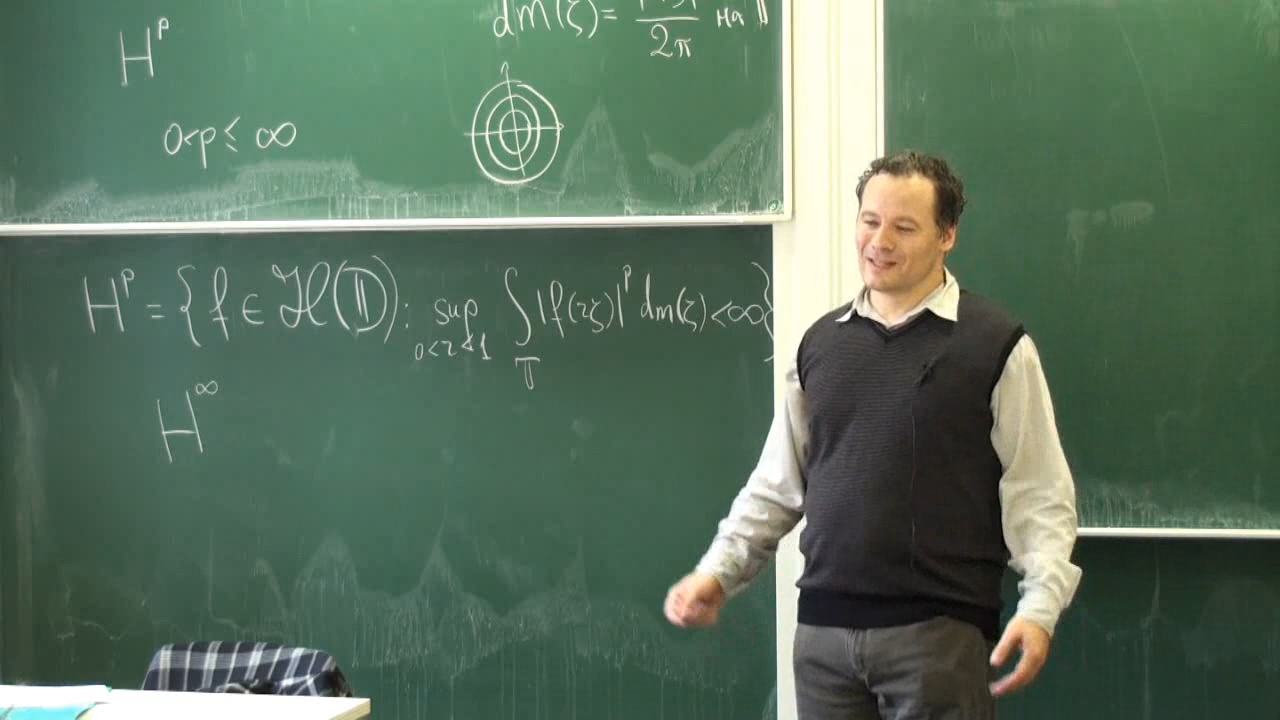 H^p
dm(ζ) = |dζ| / 2π на 𝕋
0<p≤∞
H^p = {f ∈ ℋ(𝔻): sup_{0<r<1} ∫_𝕋 |f(rζ)|^p dm(ζ) < ∞}
H^∞